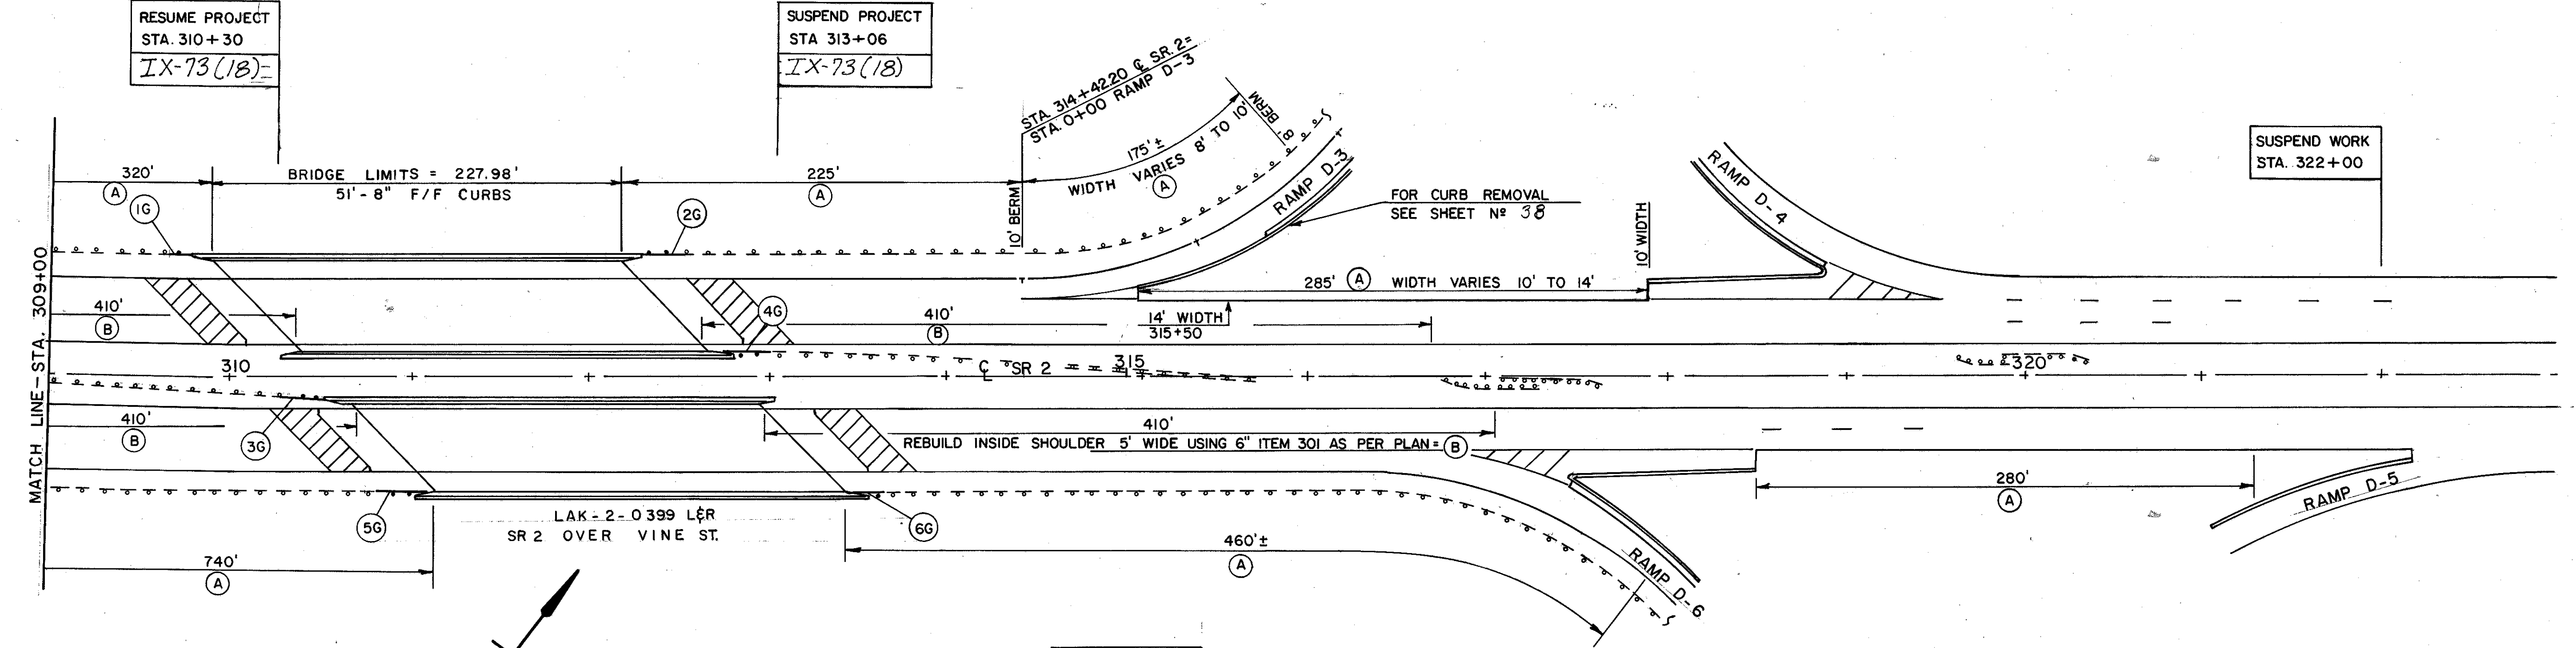 RESUME PROJECT
STA. 310+30
IX-73(18)=
SUSPEND PROJECT
STA 313+06
IX-73(18)
STA. 314+42.20 ℄ S.R. 2=
STA. 0+00 RAMP D-3
175'±
WIDTH VARIES 8' TO 10'
A
8' BERM
RAMP D-3
RAMP D-4
SUSPEND WORK
STA. 322+00
320'
A
BRIDGE LIMITS = 227.98'
51'-8" F/F CURBS
225'
A
10' BERM
FOR CURB REMOVAL
SEE SHEET Nº 38
10' WIDTH
1G
2G
285' A WIDTH VARIES 10' TO 14'
410'
B
4G
410'
B
14' WIDTH
315+50
MATCH LINE-STA. 309+00
310
℄ SR 2
315
320
410'
B
3G
410'
REBUILD INSIDE SHOULDER 5' WIDE USING 6" ITEM 301 AS PER PLAN= B
280'
A
RAMP D-5
5G
LAK-2-0399 L&R
SR 2 OVER VINE ST.
6G
740'
A
460'±
A
RAMP D-6